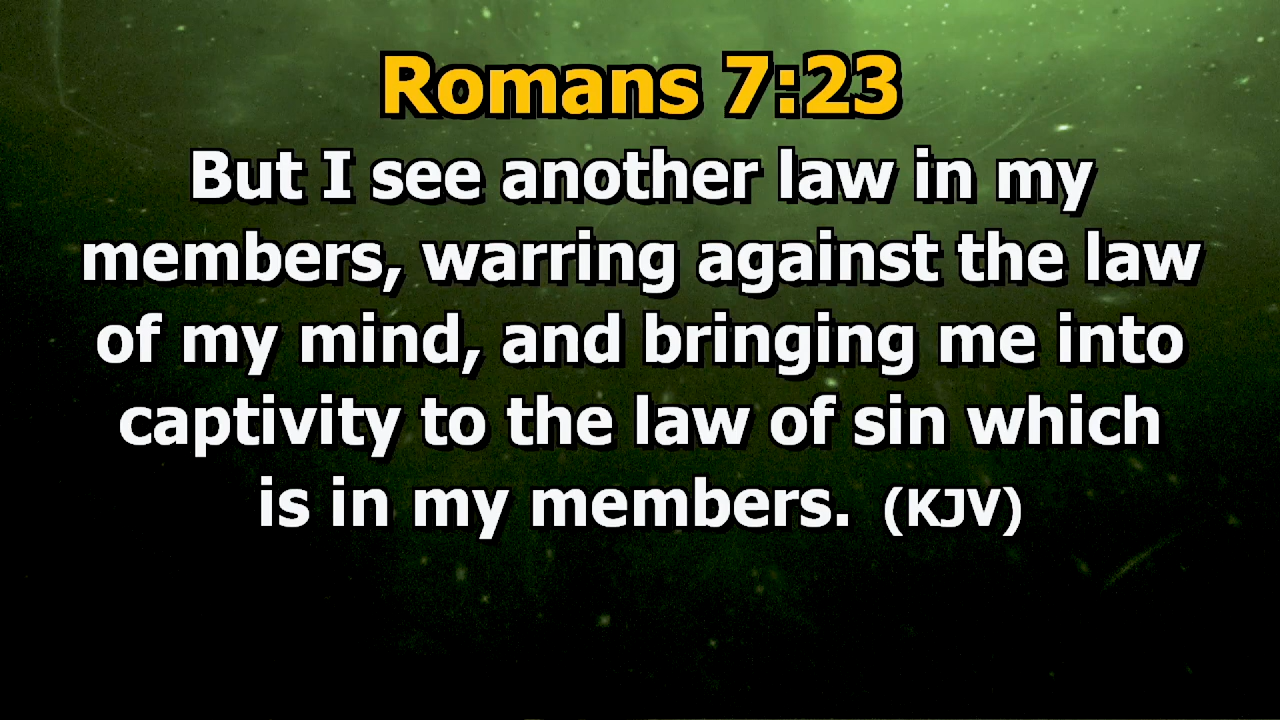 Romans 7:23
But I see another law in my
members, warring against the law
of my mind, and bringing me into
captivity to the law of sin which
is in my members. (KJV)